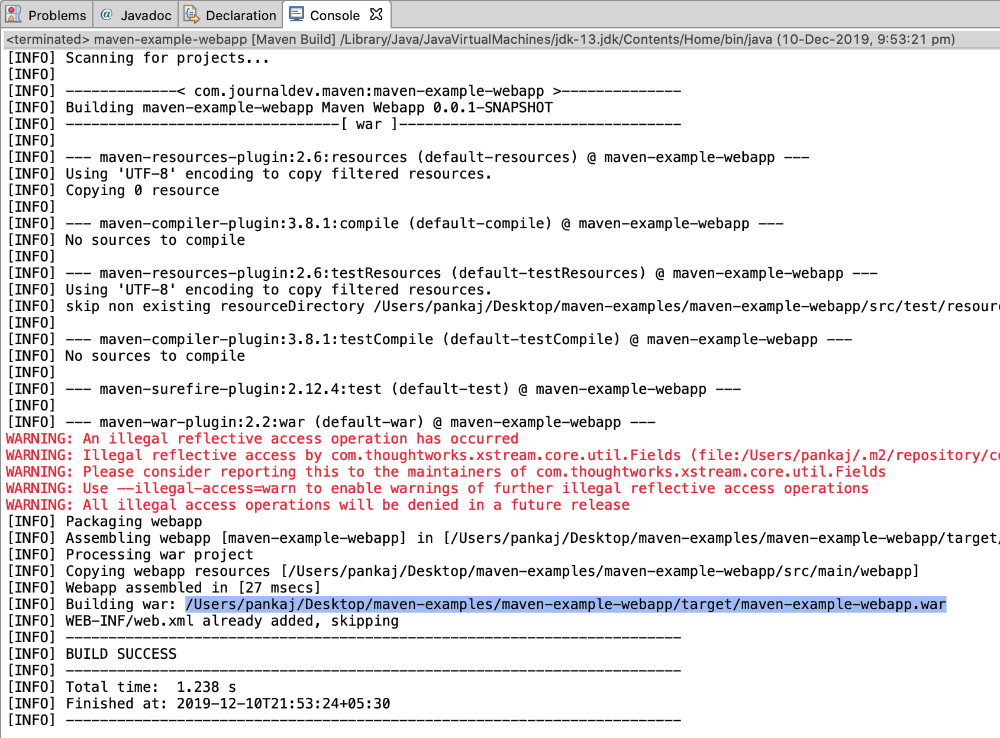 Problems @ Javadoc Declaration Console
<terminated> maven-example-webapp [Maven Build] /Library/Java/JavaVirtualMachines/jdk-13.jdk/Contents/Home/bin/java (10-Dec-2019, 9:53:21 pm)
[INFO] Scanning for projects...
[INFO]
[INFO] -------------< com.journaldev.maven:maven-example-webapp >--------------
[INFO] Building maven-example-webapp Maven Webapp 0.0.1-SNAPSHOT
[INFO] --------------------------------[ war ]---------------------------------
[INFO]
[INFO] --- maven-resources-plugin:2.6:resources (default-resources) @ maven-example-webapp ---
[INFO] Using 'UTF-8' encoding to copy filtered resources.
[INFO] Copying 0 resource
[INFO]
[INFO] --- maven-compiler-plugin:3.8.1:compile (default-compile) @ maven-example-webapp ---
[INFO] No sources to compile
[INFO]
[INFO] --- maven-resources-plugin:2.6:testResources (default-testResources) @ maven-example-webapp ---
[INFO] Using 'UTF-8' encoding to copy filtered resources.
[INFO] skip non existing resourceDirectory /Users/pankaj/Desktop/maven-examples/maven-example-webapp/src/test/resour
[INFO]
[INFO] --- maven-compiler-plugin:3.8.1:testCompile (default-testCompile) @ maven-example-webapp ---
[INFO] No sources to compile
[INFO]
[INFO] --- maven-surefire-plugin:2.12.4:test (default-test) @ maven-example-webapp ---
[INFO]
[INFO] --- maven-war-plugin:2.2:war (default-war) @ maven-example-webapp ---
WARNING: An illegal reflective access operation has occurred
WARNING: Illegal reflective access by com.thoughtworks.xstream.core.util.Fields (file:/Users/pankaj/.m2/repository/c
WARNING: Please consider reporting this to the maintainers of com.thoughtworks.xstream.core.util.Fields
WARNING: Use --illegal-access=warn to enable warnings of further illegal reflective access operations
WARNING: All illegal access operations will be denied in a future release
[INFO] Packaging webapp
[INFO] Assembling webapp [maven-example-webapp] in [/Users/pankaj/Desktop/maven-examples/maven-example-webapp/target/
[INFO] Processing war project
[INFO] Copying webapp resources [/Users/pankaj/Desktop/maven-examples/maven-example-webapp/src/main/webapp]
[INFO] Webapp assembled in [27 msecs]
[INFO] Building war: /Users/pankaj/Desktop/maven-examples/maven-example-webapp/target/maven-example-webapp.war
[INFO] WEB-INF/web.xml already added, skipping
[INFO] ------------------------------------------------------------------------
[INFO] BUILD SUCCESS
[INFO] ------------------------------------------------------------------------
[INFO] Total time:  1.238 s
[INFO] Finished at: 2019-12-10T21:53:24+05:30
[INFO] ------------------------------------------------------------------------